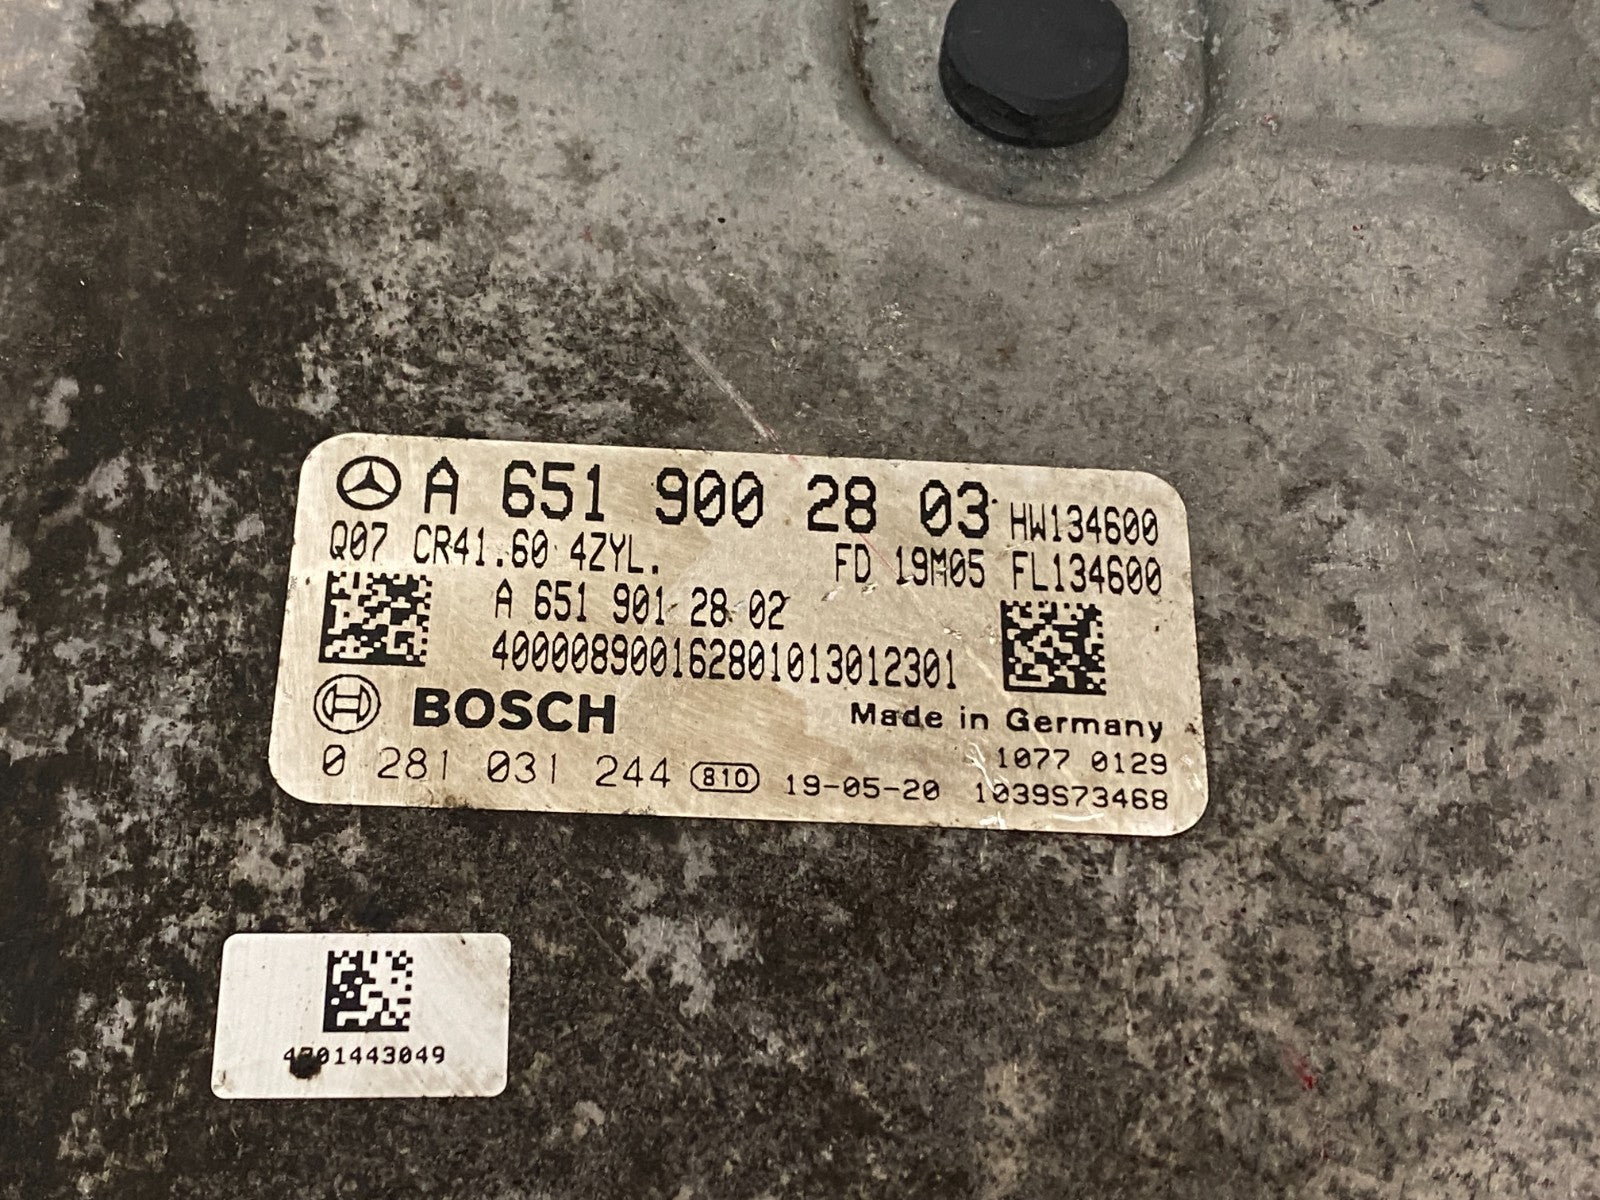 A 651 900 28 03 HW134600
Q07 CR41.60 4ZYL. FD 19M05 FL134600
A 651 901 28 02
400008900162801013012301
BOSCH Made in Germany
1077 0129
0 281 031 244 810 19-05-20 1039S73468